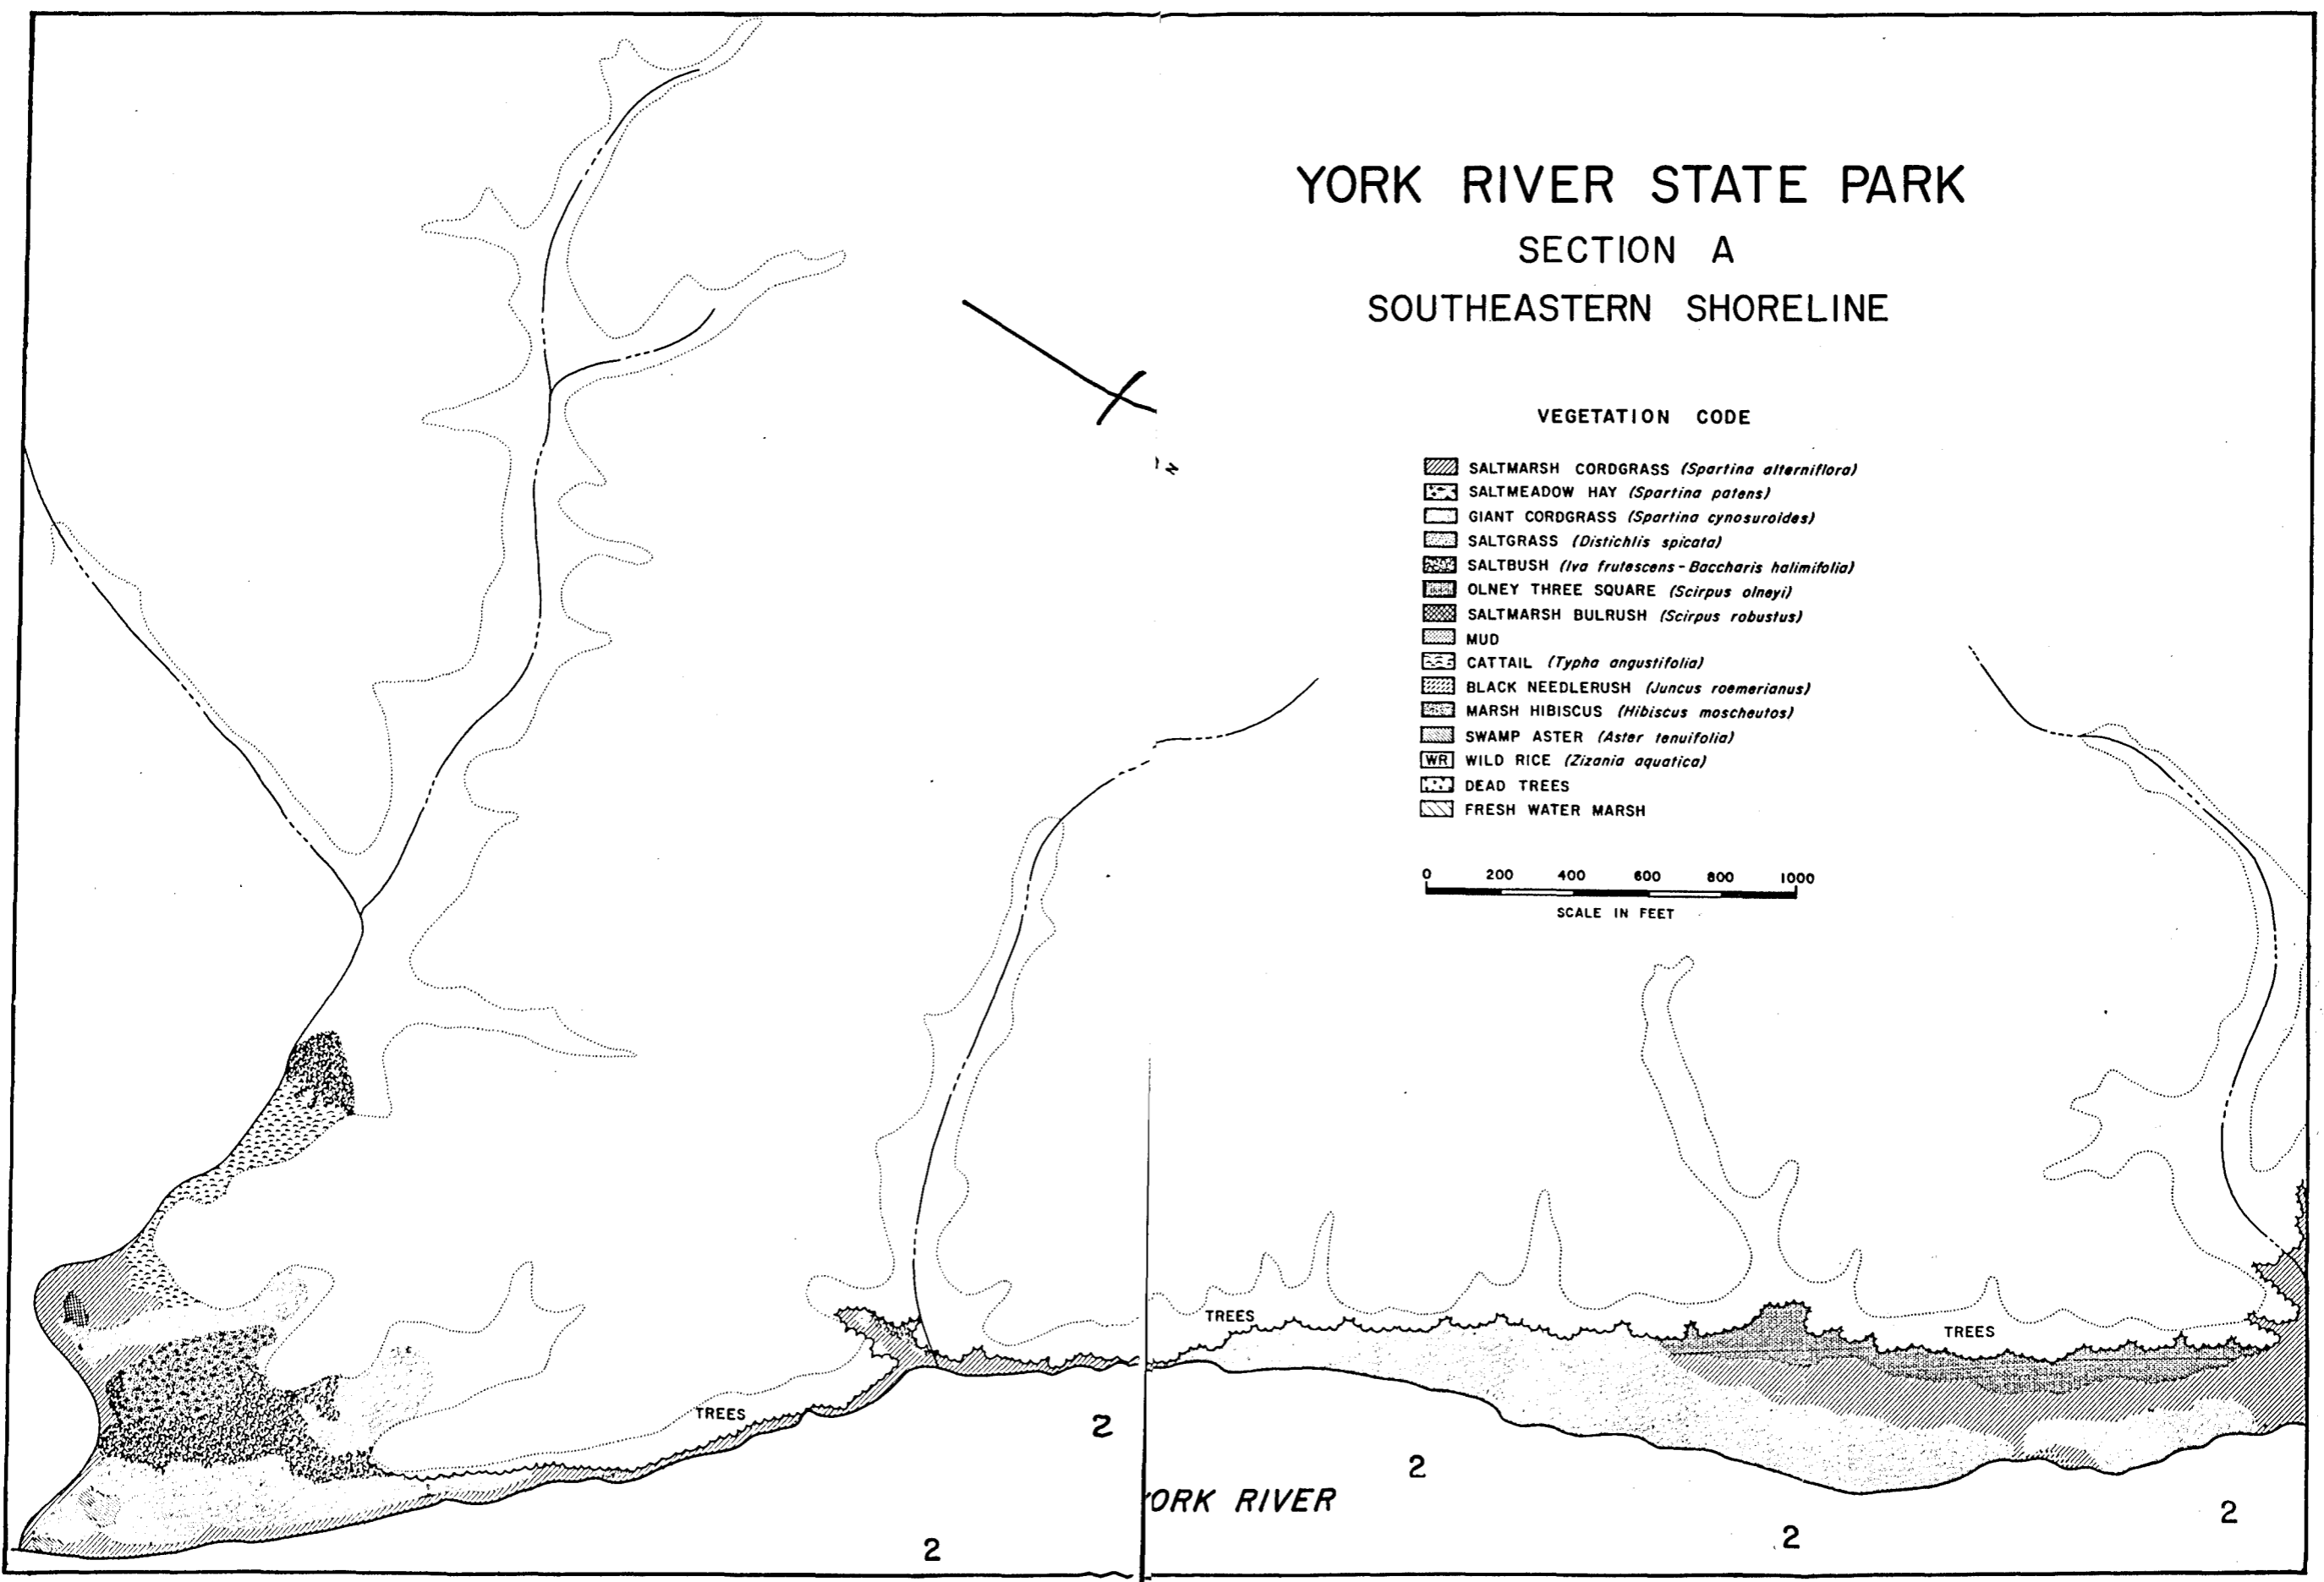 YORK RIVER STATE PARK
SECTION A
SOUTHEASTERN SHORELINE
N
VEGETATION CODE
SALTMARSH CORDGRASS (Spartina alterniflora)
SALTMEADOW HAY (Spartina patens)
GIANT CORDGRASS (Spartina cynosuroides)
SALTGRASS (Distichlis spicata)
SALTBUSH (Iva frutescens-Baccharis halimifolia)
OLNEY THREE SQUARE (Scirpus olneyi)
SALTMARSH BULRUSH (Scirpus robustus)
MUD
CATTAIL (Typha angustifolia)
BLACK NEEDLERUSH (Juncus roemerianus)
MARSH HIBISCUS (Hibiscus moscheutos)
SWAMP ASTER (Aster tenuifolia)
WR WILD RICE (Zizania aquatica)
DEAD TREES
FRESH WATER MARSH
0 200 400 600 800 1000
SCALE IN FEET
TREES
TREES
TREES
2
2
ORK RIVER
2
2
2